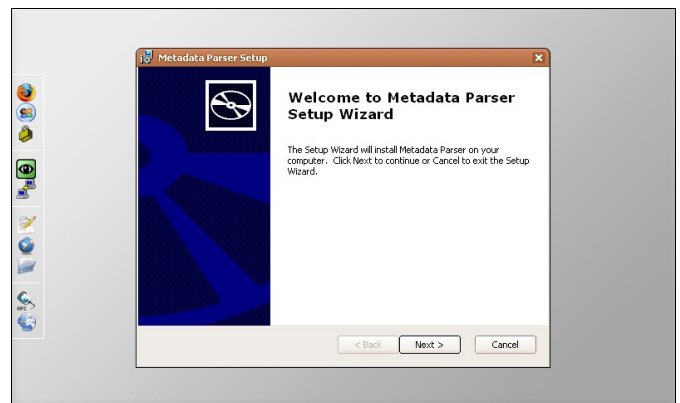 Metadata Parser Setup
Welcome to Metadata Parser
Setup Wizard
The Setup Wizard will install Metadata Parser on your
computer. Click Next to continue or Cancel to exit the Setup
Wizard.
< Back
Next >
Cancel
GPS